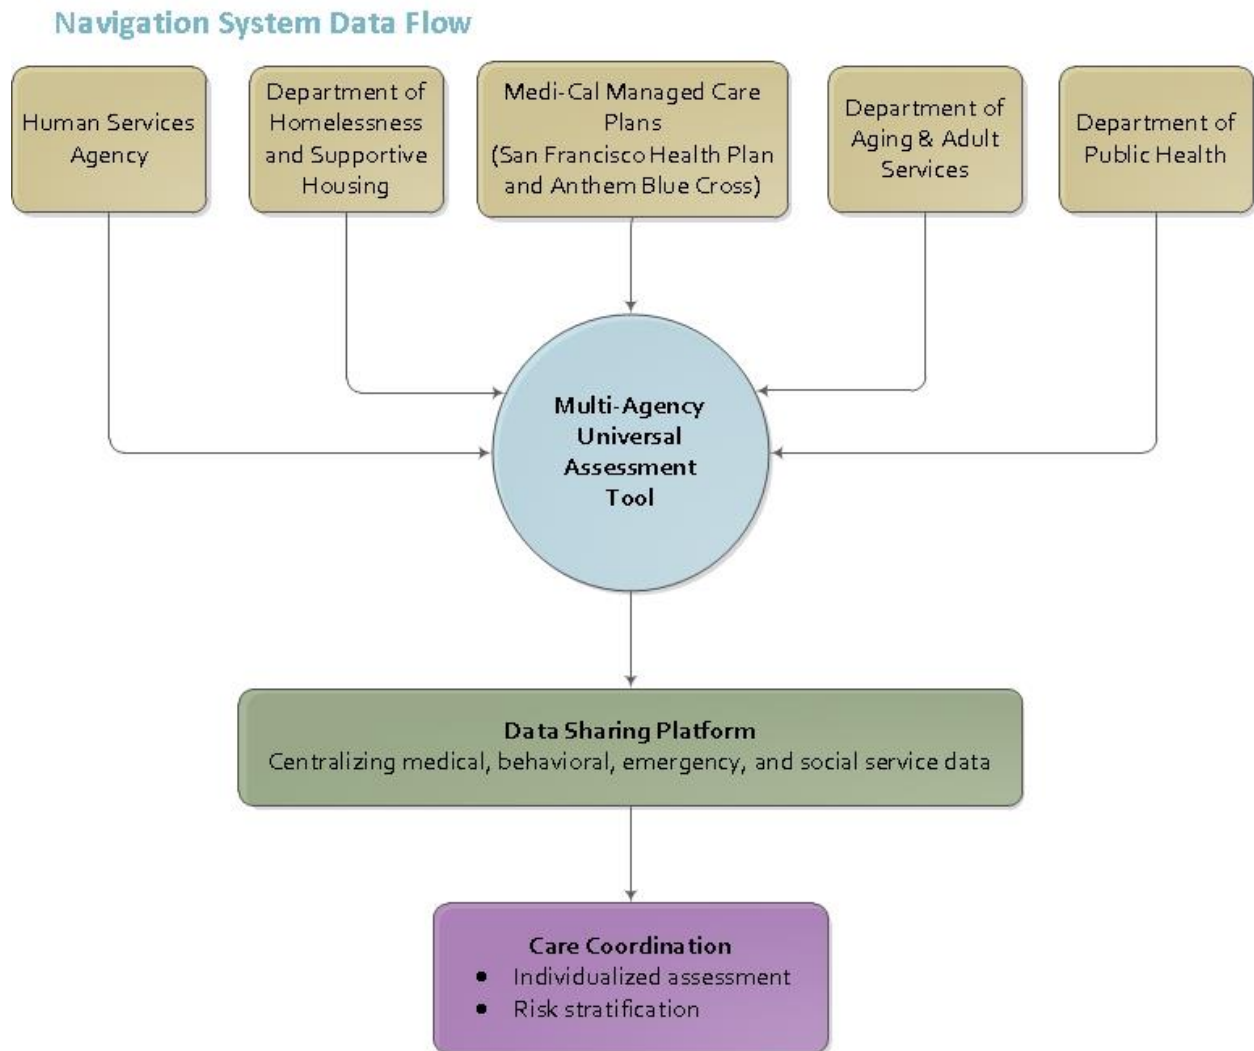 Navigation System Data Flow
Human Services
Agency
Department of
Homelessness
and Supportive
Housing
Medi-Cal Managed Care
Plans
(San Francisco Health Plan
and Anthem Blue Cross)
Department of
Aging & Adult
Services
Department of
Public Health
Multi-Agency
Universal
Assessment
Tool
Data Sharing Platform
Centralizing medical, behavioral, emergency, and social service data
Care Coordination
• Individualized assessment
• Risk stratification